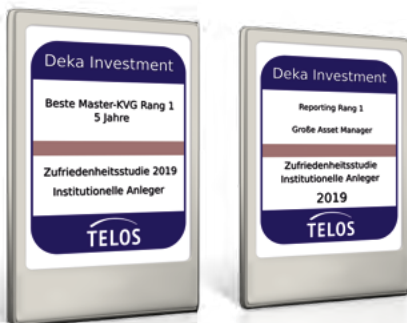 Deka Investment
Beste Master-KVG Rang 1
5 Jahre
Zufriedenheitsstudie 2019
Institutionelle Anleger
TELOS
Deka Investment
Reporting Rang 1
Große Asset Manager
Zufriedenheitsstudie
Institutionelle Anleger
2019
TELOS